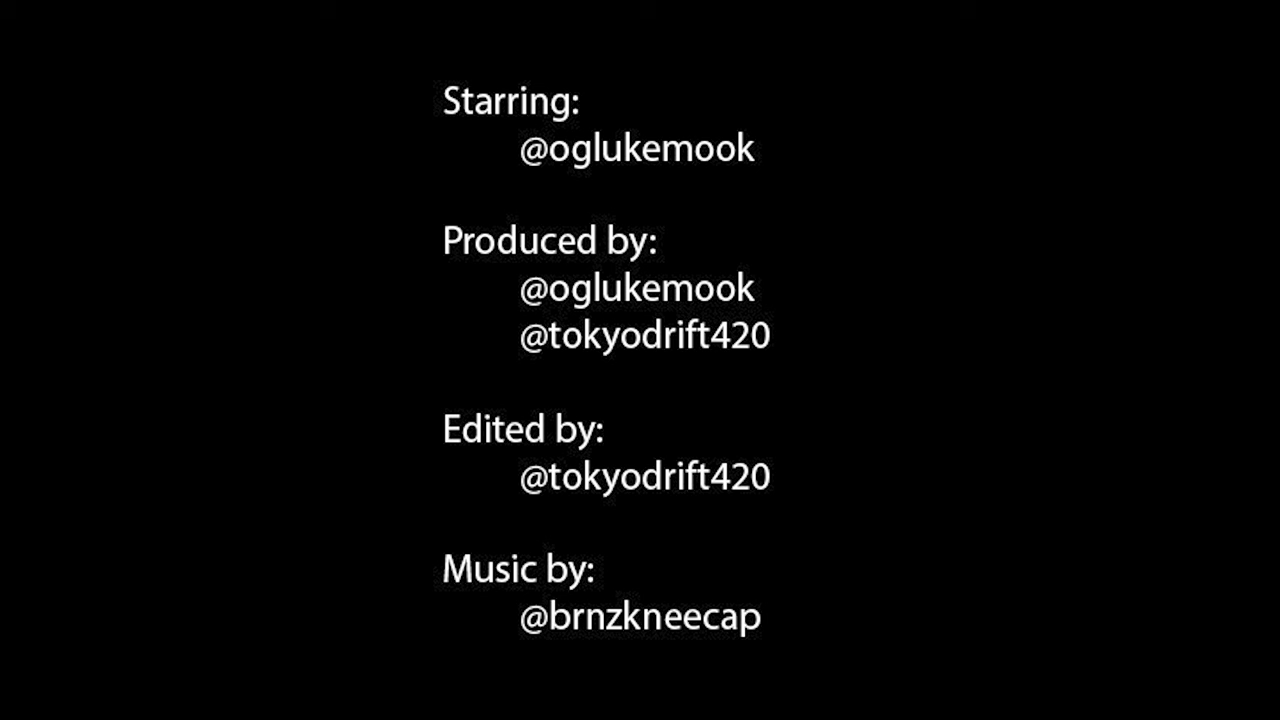 Starring:
@oglukemook
Produced by:
@oglukemook
@tokyodrift420
Edited by:
@tokyodrift420
Music by:
@brnzkneecap